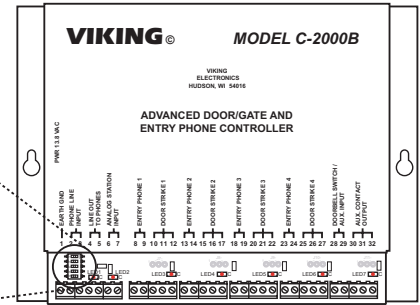 VIKING © MODEL C-2000B
VIKING
ELECTRONICS
HUDSON, WI 54016
ADVANCED DOOR/GATE AND
ENTRY PHONE CONTROLLER
PWR 13.8 VAC
EARTH GND
PHONE LINE
INPUT
LINE OUT
TO PHONES
ANALOG STATION
INPUT
ENTRY PHONE 1
DOOR STRIKE 1
ENTRY PHONE 2
DOOR STRIKE 2
ENTRY PHONE 3
DOOR STRIKE 3
ENTRY PHONE 4
DOOR STRIKE 4
DOORBELL SWITCH /
AUX. INPUT
AUX. CONTACT
OUTPUT
1 2 3 4 5 6 7 8 9 10 11 12 13 14 15 16 17 18 19 20 21 22 23 24 25 26 27 28 29 30 31 32
LED1 LED2 LED3 LED4 LED5 LED6 LED7